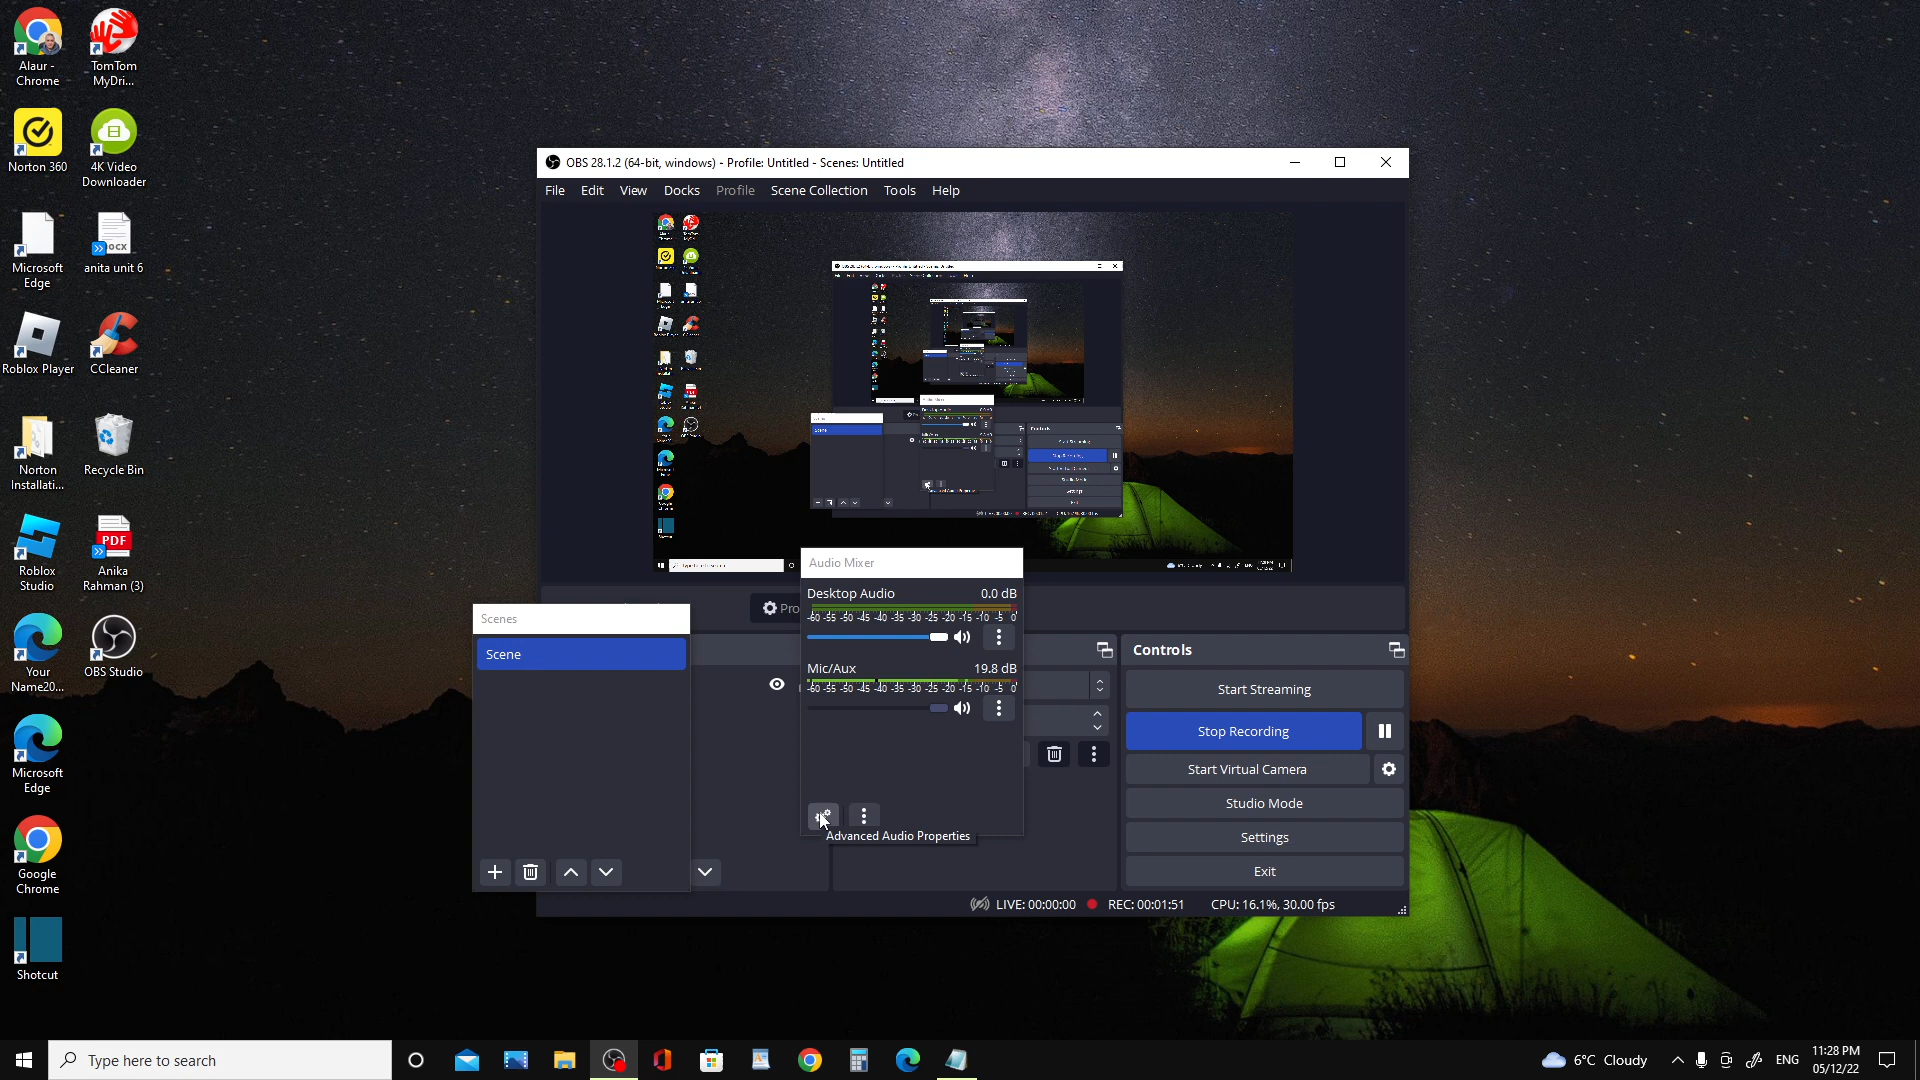 Alaur -
Chrome
TomTom
MyDri...
Norton 360
4K Video
Downloader
Microsoft
Edge
DOCX
anita unit 6
Roblox Player
CCleaner
Norton
Installati...
Recycle Bin
Roblox
Studio
PDF
Anika
Rahman (3)
Your
Name20...
OBS Studio
Microsoft
Edge
Google
Chrome
Shotcut
OBS 28.1.2 (64-bit, windows) - Profile: Untitled - Scenes: Untitled
File Edit View Docks Profile Scene Collection Tools Help
Scenes
Scene
Pro
Audio Mixer
Desktop Audio 0.0 dB
-60 -55 -50 -45 -40 -35 -30 -25 -20 -15 -10 -5 0
Mic/Aux 19.8 dB
-60 -55 -50 -45 -40 -35 -30 -25 -20 -15 -10 -5 0
Advanced Audio Properties
Controls
Start Streaming
Stop Recording
Start Virtual Camera
Studio Mode
Settings
Exit
LIVE: 00:00:00 REC: 00:01:51 CPU: 16.1%, 30.00 fps
Type here to search
6°C Cloudy
ENG
11:28 PM
05/12/22